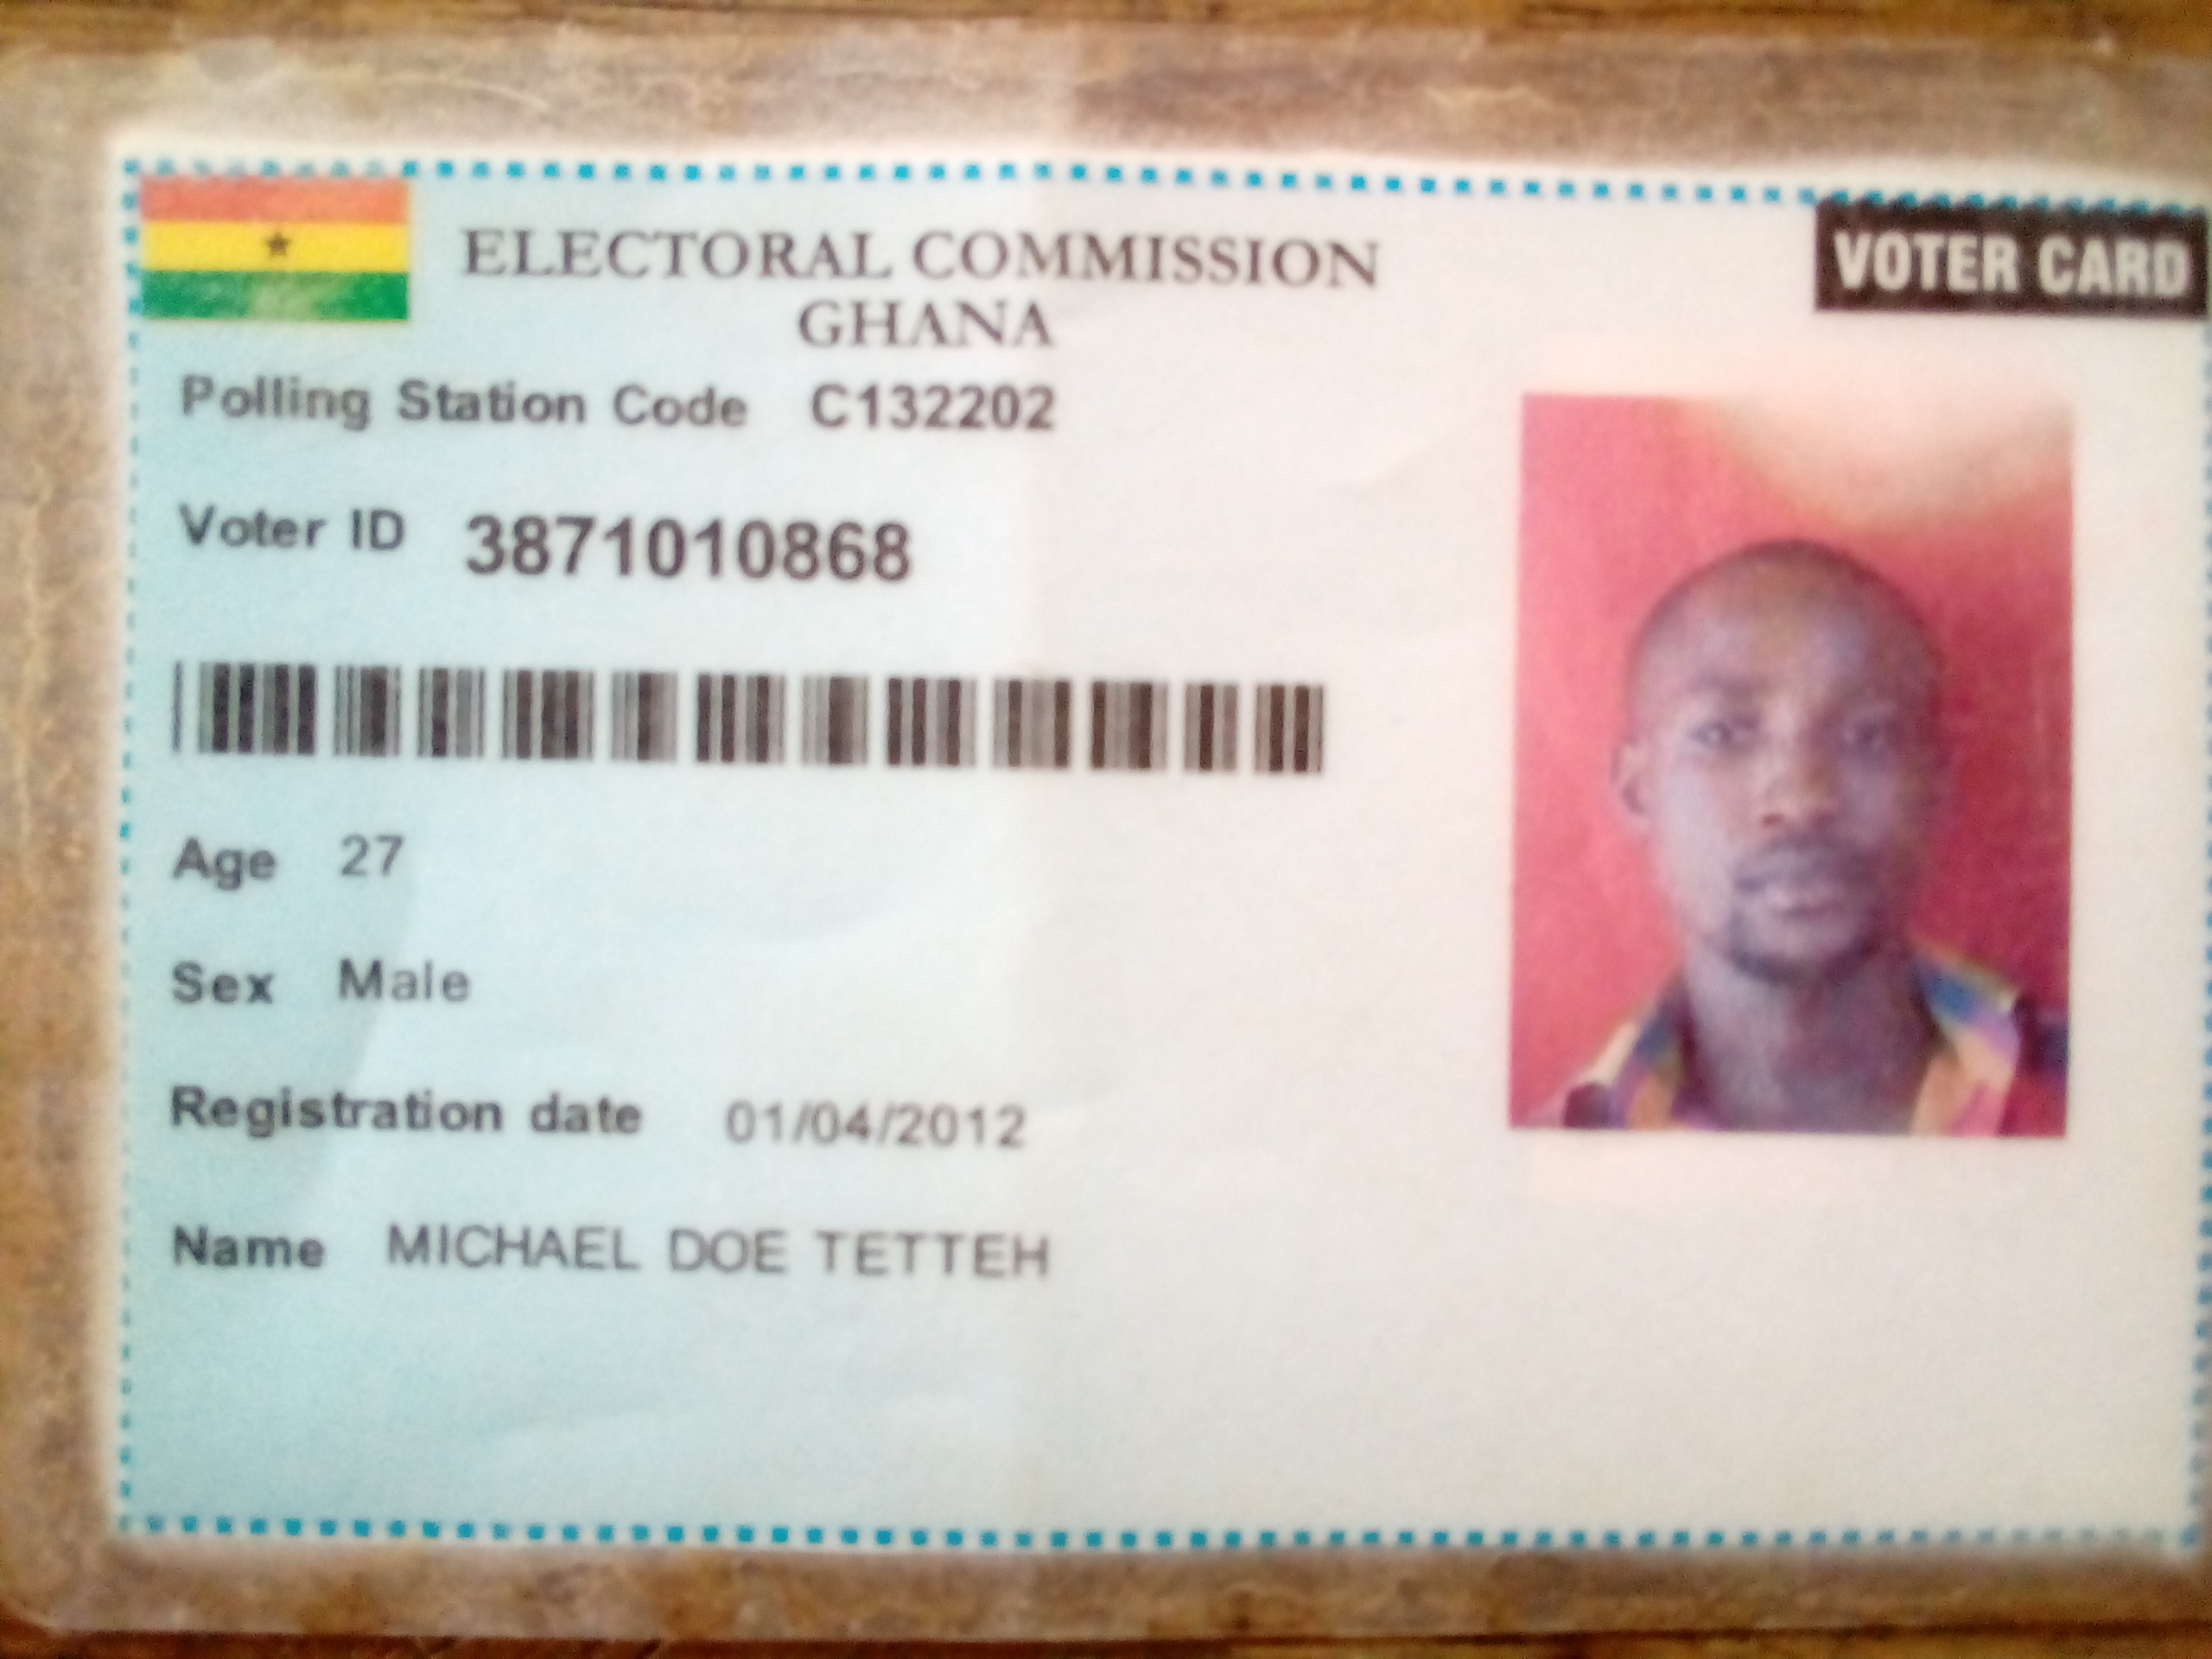 ELECTORAL COMMISSION
GHANA
VOTER CARD
Polling Station Code C132202
Voter ID 3871010868
Age 27
Sex Male
Registration date 01/04/2012
Name MICHAEL DOE TETTEH